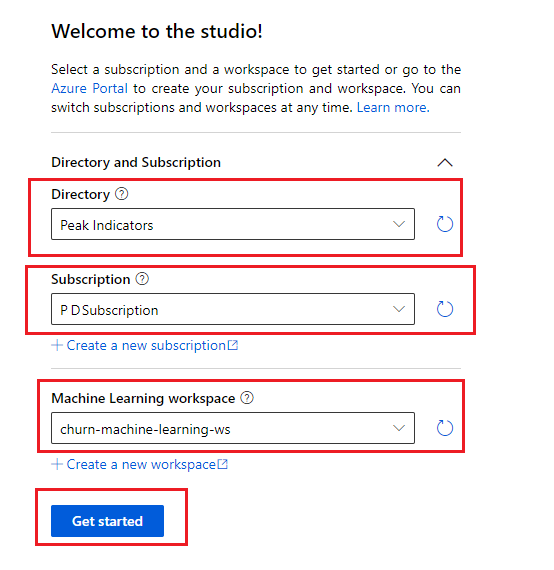 Welcome to the studio!
Select a subscription and a workspace to get started or go to the
Azure Portal to create your subscription and workspace. You can
switch subscriptions and workspaces at any time. Learn more.
Directory and Subscription
Directory ?
Peak Indicators
Subscription ?
P D Subscription
+ Create a new subscription
Machine Learning workspace ?
churn-machine-learning-ws
+ Create a new workspace
Get started